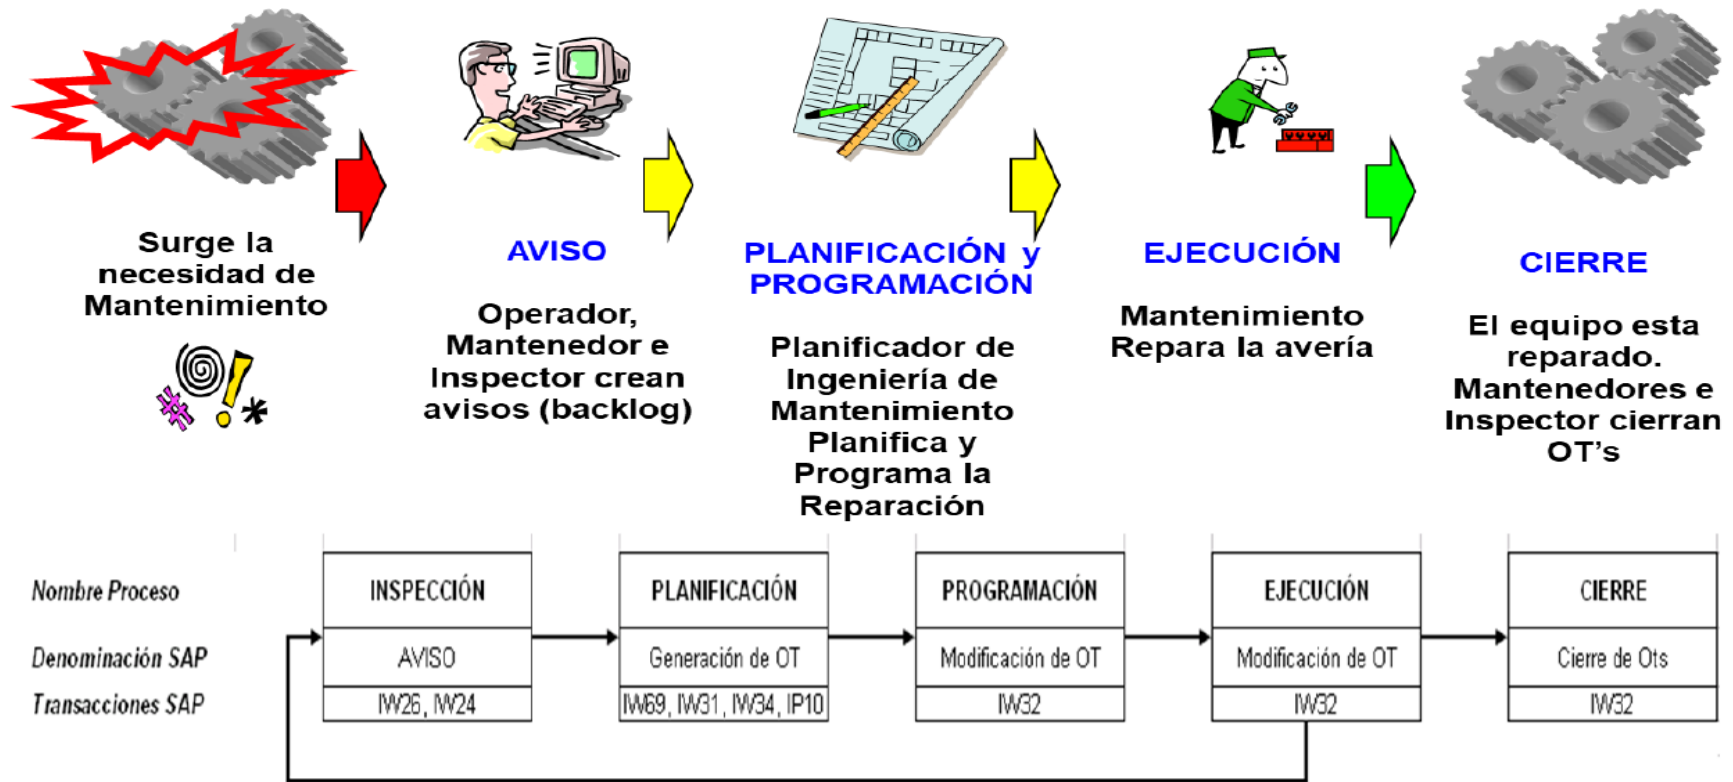 Surge la
necesidad de
Mantenimiento
AVISO
Operador,
Mantenedor e
Inspector crean
avisos (backlog)
PLANIFICACIÓN y
PROGRAMACIÓN
Planificador de
Ingeniería de
Mantenimiento
Planifica y
Programa la
Reparación
EJECUCIÓN
Mantenimiento
Repara la avería
CIERRE
El equipo esta
reparado.
Mantenedores e
Inspector cierran
OT's
Nombre Proceso
INSPECCIÓN
PLANIFICACIÓN
PROGRAMACIÓN
EJECUCIÓN
CIERRE
Denominación SAP
AVISO
Generación de OT
Modificación de OT
Modificación de OT
Cierre de Ots
Transacciones SAP
IW26, IW24
IW69, IW31, IW34, IP10
IW32
IW32
IW32